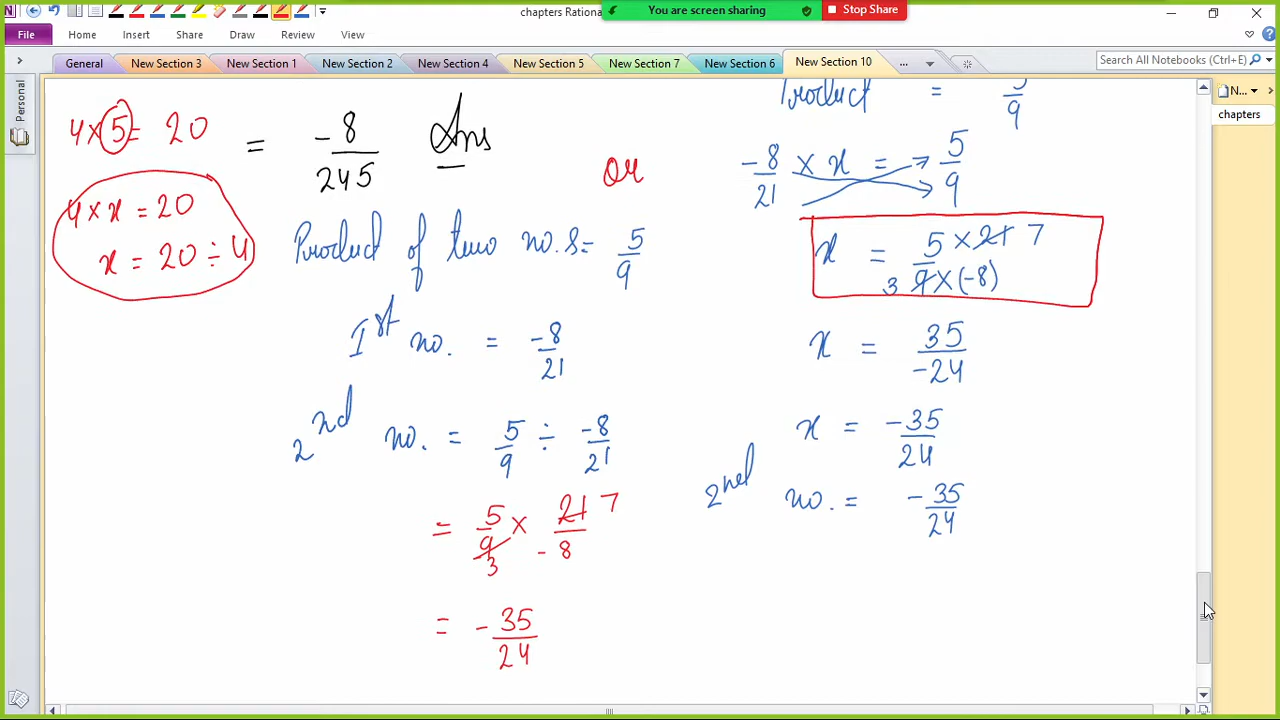 chapters Rationa
You are screen sharing
Stop Share
File Home Insert Share Draw Review View
General New Section 3 New Section 1 New Section 2 New Section 4 New Section 5 New Section 7 New Section 6 New Section 10 ... Search All Notebooks (Ctrl+E) N...
Personal
chapters
4 × 5 = 20
4 × x = 20
x = 20 ÷ 4
= -8/245 Ans
Product of two no.s = 5/9
Ist no. = -8/21
2nd no. = 5/9 ÷ -8/21
= 5/9 3 × 21 7/-8
= -35/24
or
Product = 5/9
-8/21 × x = 5/9
x = 5 × 21 7/3 9 × (-8)
x = 35/-24
x = -35/24
2nd no. = -35/24